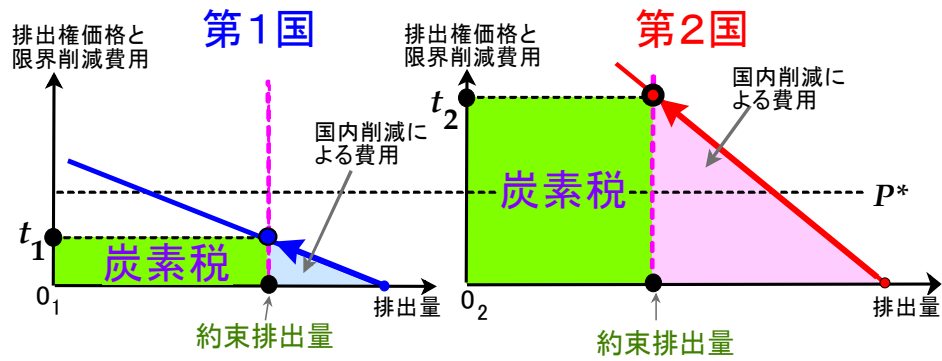 排出権価格と
限界削減費用
第1国
国内削減に
よる費用
t1
炭素税
01
排出量
約束排出量
排出権価格と
限界削減費用
第2国
国内削減に
よる費用
t2
炭素税
P*
02
排出量
約束排出量